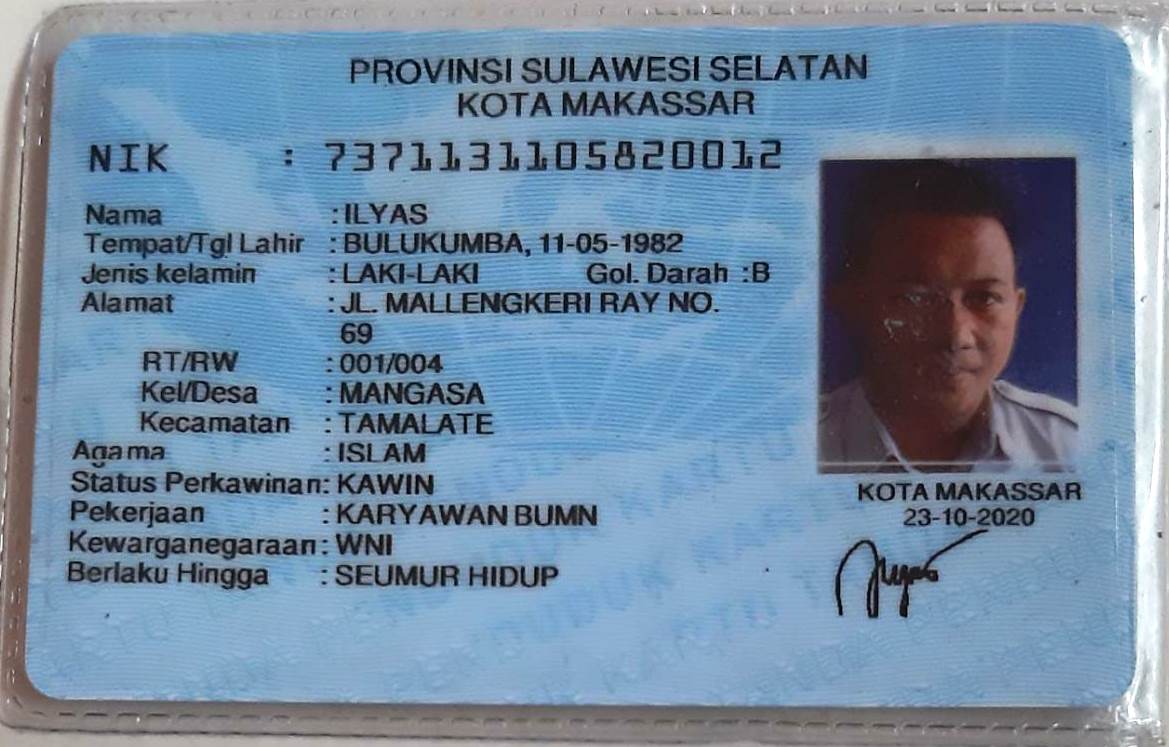 PROVINSI SULAWESI SELATAN
KOTA MAKASSAR
NIK : 7371131105820012
Nama : ILYAS
Tempat/Tgl Lahir : BULUKUMBA, 11-05-1982
Jenis kelamin : LAKI-LAKI Gol. Darah : B
Alamat : JL. MALLENGKERI RAY NO.
69
RT/RW : 001/004
Kel/Desa : MANGASA
Kecamatan : TAMALATE
Agama : ISLAM
Status Perkawinan: KAWIN
Pekerjaan : KARYAWAN BUMN
Kewarganegaraan: WNI
Berlaku Hingga : SEUMUR HIDUP
KOTA MAKASSAR
23-10-2020
Ilyas